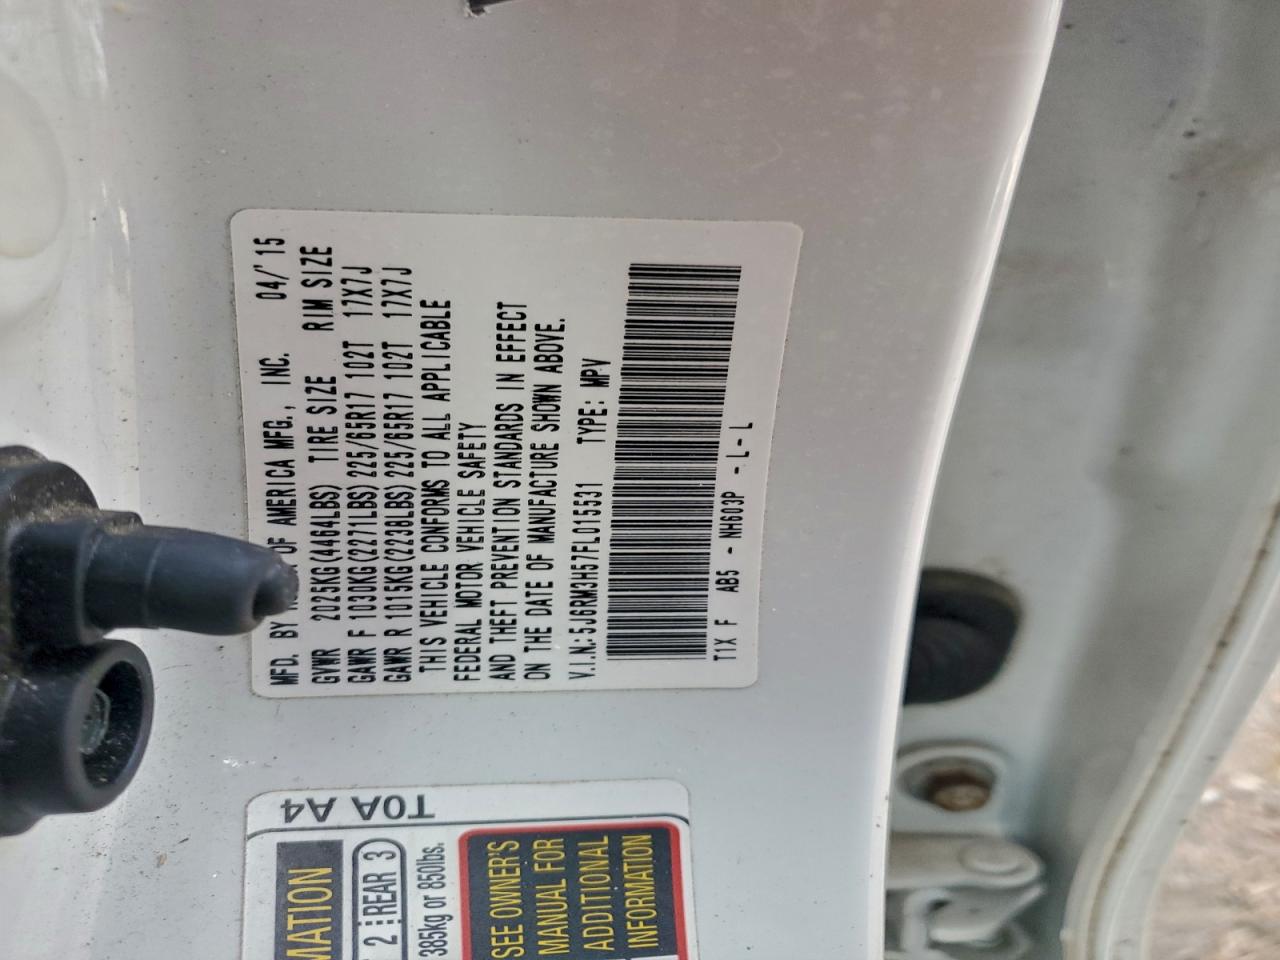 MFD. BY OF AMERICA MFG., INC. 04/'15
GVWR 2025KG(4464LBS) TIRE SIZE RIM SIZE
GAWR F 1030KG(2271LBS) 225/65R17 102T 17X7J
GAWR R 1015KG(2238LBS) 225/65R17 102T 17X7J
THIS VEHICLE CONFORMS TO ALL APPLICABLE
FEDERAL MOTOR VEHICLE SAFETY
AND THEFT PREVENTION STANDARDS IN EFFECT
ON THE DATE OF MANUFACTURE SHOWN ABOVE.
V.I.N.: 5J6RM3H57FL015531 TYPE: MPV
T1X F AB5 - NH603P - L - L
T0A A4
MATION
2 REAR 3
385kg or 850lbs.
SEE OWNER'S
MANUAL FOR
ADDITIONAL
INFORMATION